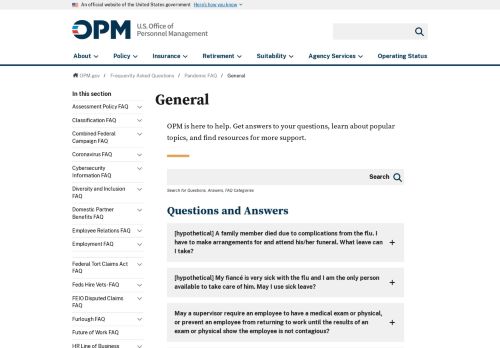 An official website of the United States government Here's how you know
OPM U.S. Office of
Personnel Management
Search
About Policy Insurance Retirement Suitability Agency Services Operating Status
OPM.gov / Frequently Asked Questions / Pandemic FAQ / General
In this section
Assessment Policy FAQ
Classification FAQ
Combined Federal
Campaign FAQ
Coronavirus FAQ
Cybersecurity
Information FAQ
Diversity and Inclusion
FAQ
Domestic Partner
Benefits FAQ
Employee Relations FAQ
Employment FAQ
Federal Tort Claims Act
FAQ
Feds Hire Vets - FAQ
FEIO Disputed Claims
FAQ
Furlough FAQ
Future of Work FAQ
HR Line of Business
General
OPM is here to help. Get answers to your questions, learn about popular
topics, and find resources for more support.
Search
Search for Questions, Answers, FAQ Categories
Questions and Answers
[hypothetical] A family member died due to complications from the flu. I
have to make arrangements for and attend his/her funeral. What leave can
I take?
[hypothetical] My fiancé is very sick with the flu and I am the only person
available to take care of him. May I use sick leave?
May a supervisor require an employee to have a medical exam or physical,
or prevent an employee from returning to work until the results of an
exam or physical show the employee is not contagious?